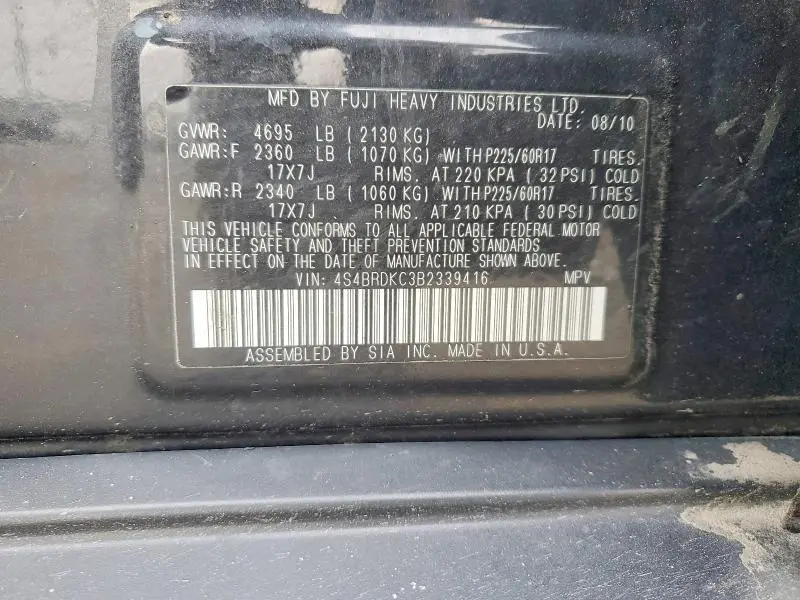 MFD BY FUJI HEAVY INDUSTRIES LTD.
DATE: 08/10
GVWR: 4695 LB (2130 KG)
GAWR:F 2360 LB (1070 KG) WITH P225/60R17 TIRES.
17X7J RIMS. AT 220 KPA (32 PSI) COLD
GAWR:R 2340 LB (1060 KG) WITH P225/60R17 TIRES.
17X7J RIMS. AT 210 KPA (30 PSI) COLD
THIS VEHICLE CONFORMS TO ALL APPLICABLE FEDERAL MOTOR
VEHICLE SAFETY AND THEFT PREVENTION STANDARDS
IN EFFECT ON THE DATE OF MANUFACTURE SHOWN ABOVE.
VIN: 4S4BRDKC3B2339416 MPV
ASSEMBLED BY SIA INC. MADE IN U.S.A.